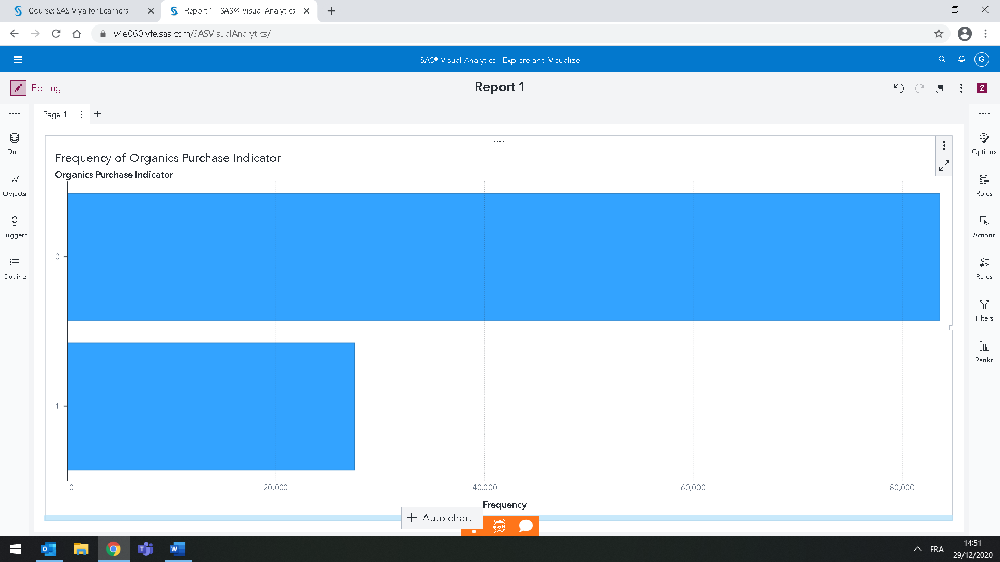 Course: SAS Viya for Learners
Report 1 - SAS® Visual Analytics
v4e060.vfe.sas.com/SASVisualAnalytics/
SAS® Visual Analytics - Explore and Visualize
G
Editing
Report 1
2
Page 1
Data
Objects
Suggest
Outline
Frequency of Organics Purchase Indicator
Organics Purchase Indicator
0
1
0
20,000
40,000
60,000
80,000
Frequency
Auto chart
jupyter
Options
Roles
Actions
Rules
Filters
Ranks
FRA
14:51
29/12/2020